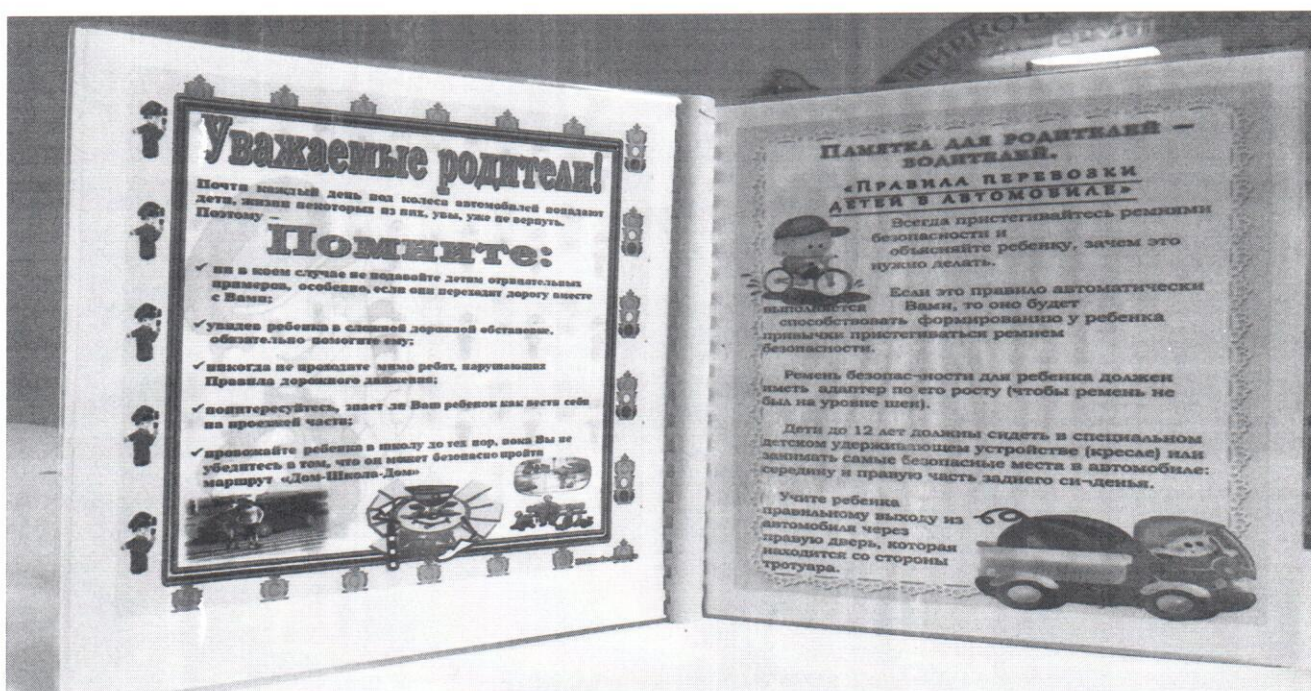 Уважаемые родители!
Почти каждый день под колеса автомобилей попадают
дети, жизни некоторых из них, увы, уже не вернуть.
Поэтому –
Помните:
✓ ни в коем случае не подавайте детям отрицательных
примеров, особенно, если они переходят дорогу вместе
с Вами;
✓ увидев ребенка в сложной дорожной обстановке,
обязательно помогите ему;
✓ никогда не проходите мимо ребят, нарушающих
Правила дорожного движения;
✓ поинтересуйтесь, знает ли Ваш ребенок как вести себя
на проезжей части;
✓ провожайте ребенка в школу до тех пор, пока Вы не
убедитесь в том, что он может безопасно пройти
маршрут «Дом-Школа-Дом»
Памятка для родителей —
водителей.
«Правила перевозки
детей в автомобиле»
Всегда пристегивайтесь ремнями
безопасности и
объясняйте ребенку, зачем это
нужно делать.
Если это правило автоматически
выполняется Вами, то оно будет
способствовать формированию у ребенка
привычки пристегиваться ремнем
безопасности.
Ремень безопас¬ности для ребенка должен
иметь адаптер по его росту (чтобы ремень не
был на уровне шеи).
Дети до 12 лет должны сидеть в специальном
детском удерживающем устройстве (кресле) или
занимать самые безопасные места в автомобиле:
середину и правую часть заднего си¬денья.
Учите ребенка
правильному выходу из
автомобиля через
правую дверь, которая
находится со стороны
тротуара.